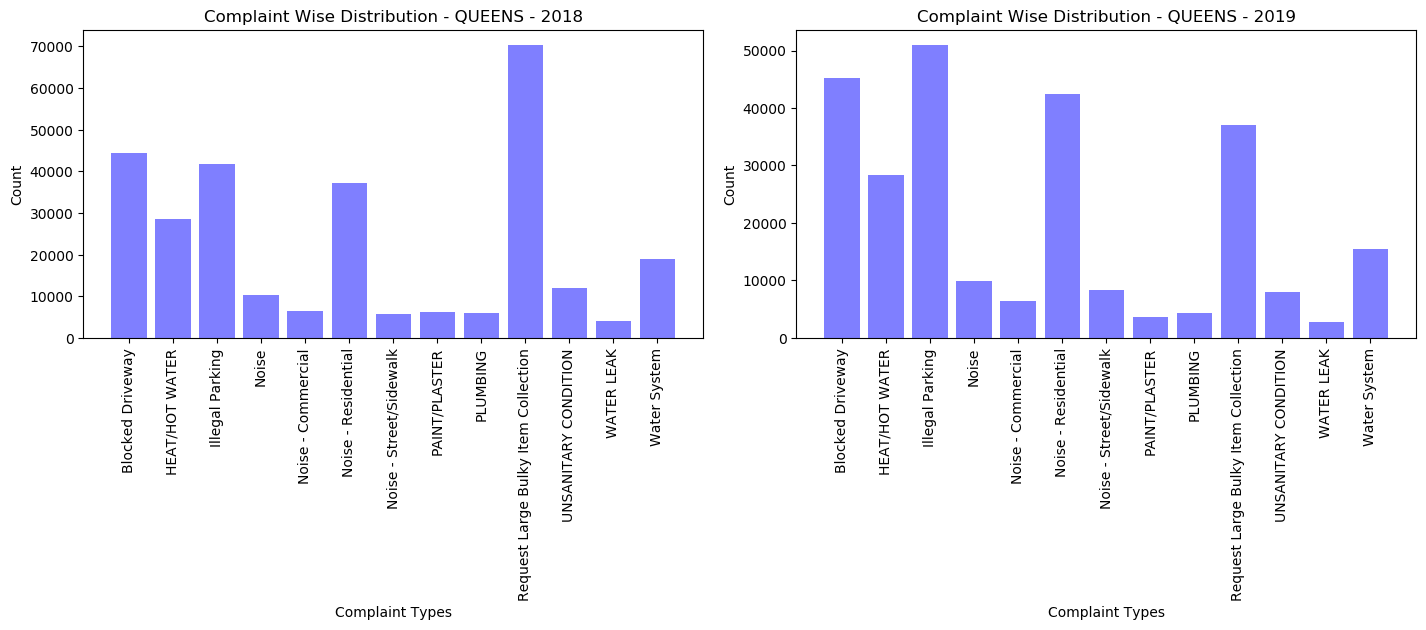 Complaint Wise Distribution - QUEENS - 2018
Count
70000
60000
50000
40000
30000
20000
10000
0
Blocked Driveway
HEAT/HOT WATER
Illegal Parking
Noise
Noise - Commercial
Noise - Residential
Noise - Street/Sidewalk
PAINT/PLASTER
PLUMBING
Request Large Bulky Item Collection
UNSANITARY CONDITION
WATER LEAK
Water System
Complaint Types
Complaint Wise Distribution - QUEENS - 2019
Count
50000
40000
30000
20000
10000
0
Blocked Driveway
HEAT/HOT WATER
Illegal Parking
Noise
Noise - Commercial
Noise - Residential
Noise - Street/Sidewalk
PAINT/PLASTER
PLUMBING
Request Large Bulky Item Collection
UNSANITARY CONDITION
WATER LEAK
Water System
Complaint Types